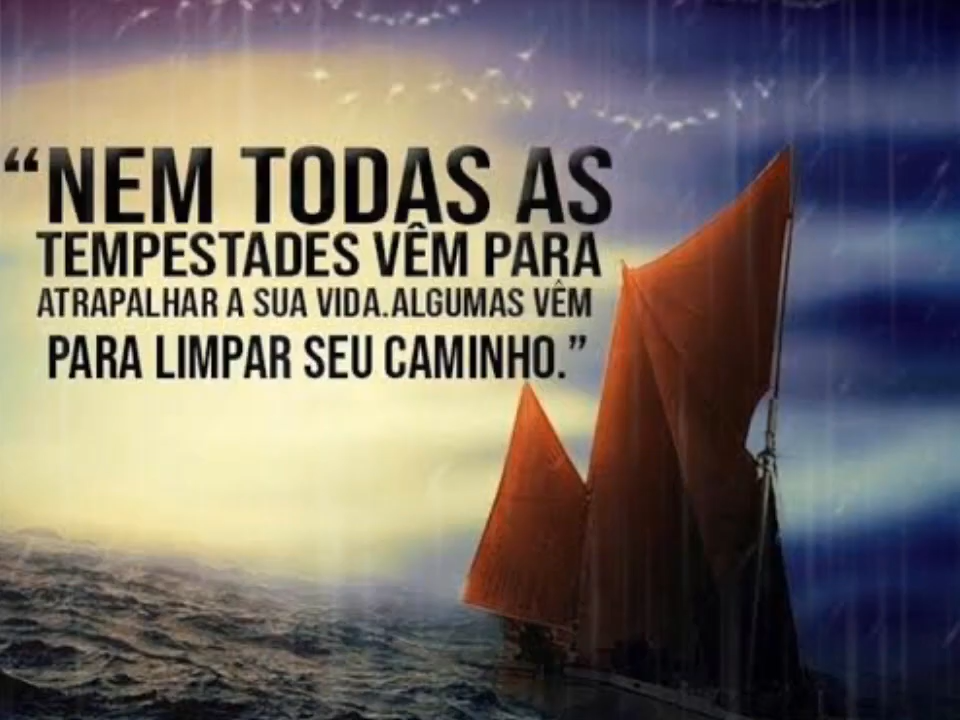 “NEM TODAS AS
TEMPESTADES VÊM PARA
ATRAPALHAR A SUA VIDA.ALGUMAS VÊM
PARA LIMPAR SEU CAMINHO.”